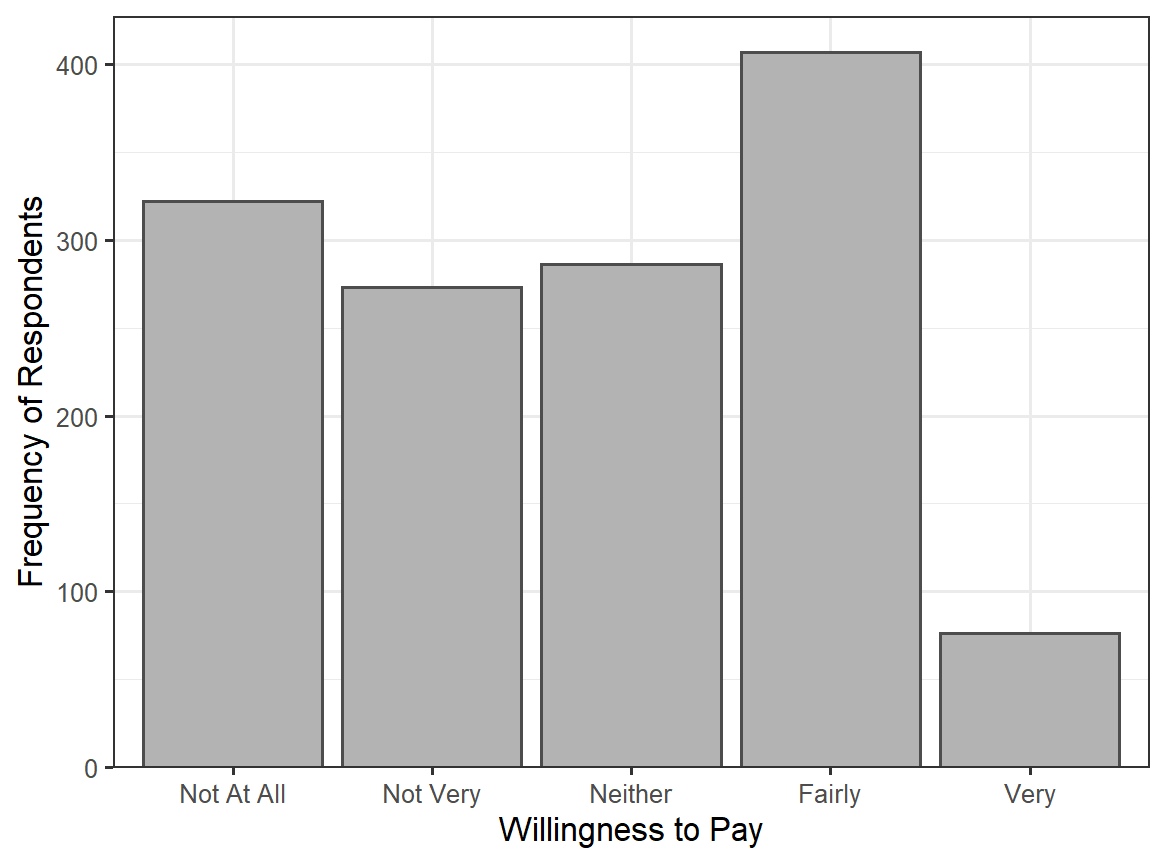 Frequency of Respondents
400
300
200
100
0
Not At All
Not Very
Neither
Fairly
Very
Willingness to Pay